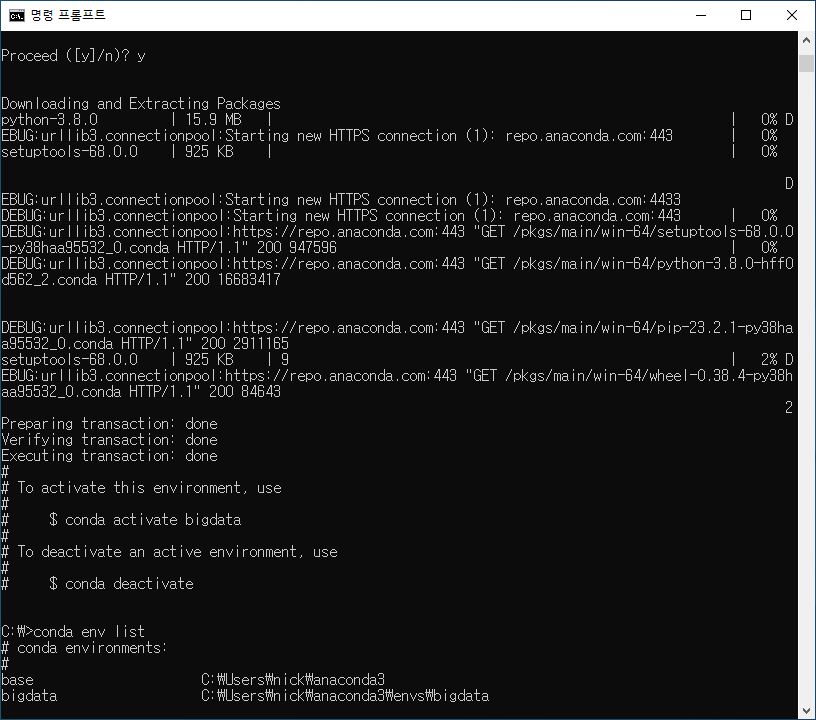 명령 프롬프트
Proceed ([y]/n)? y
Downloading and Extracting Packages
python-3.8.0         | 15.9 MB   |                                                         |   0% D
EBUG:urllib3.connectionpool:Starting new HTTPS connection (1): repo.anaconda.com:443       |   0%
setuptools-68.0.0    | 925 KB    |                                                         |   0%
D
EBUG:urllib3.connectionpool:Starting new HTTPS connection (1): repo.anaconda.com:4433
DEBUG:urllib3.connectionpool:Starting new HTTPS connection (1): repo.anaconda.com:443      |   0%
DEBUG:urllib3.connectionpool:https://repo.anaconda.com:443 "GET /pkgs/main/win-64/setuptools-68.0.0
-py38haa95532_0.conda HTTP/1.1" 200 947596                                                 |   0%
DEBUG:urllib3.connectionpool:https://repo.anaconda.com:443 "GET /pkgs/main/win-64/python-3.8.0-hff0
d562_2.conda HTTP/1.1" 200 16683417
DEBUG:urllib3.connectionpool:https://repo.anaconda.com:443 "GET /pkgs/main/win-64/pip-23.2.1-py38ha
a95532_0.conda HTTP/1.1" 200 2911165
setuptools-68.0.0    | 925 KB    | 9                                                       |   2% D
EBUG:urllib3.connectionpool:https://repo.anaconda.com:443 "GET /pkgs/main/win-64/wheel-0.38.4-py38h
aa95532_0.conda HTTP/1.1" 200 84643
2
Preparing transaction: done
Verifying transaction: done
Executing transaction: done
#
# To activate this environment, use
#
#     $ conda activate bigdata
#
# To deactivate an active environment, use
#
#     $ conda deactivate
C:₩>conda env list
# conda environments:
#
base                     C:₩Users₩nick₩anaconda3
bigdata                  C:₩Users₩nick₩anaconda3₩envs₩bigdata